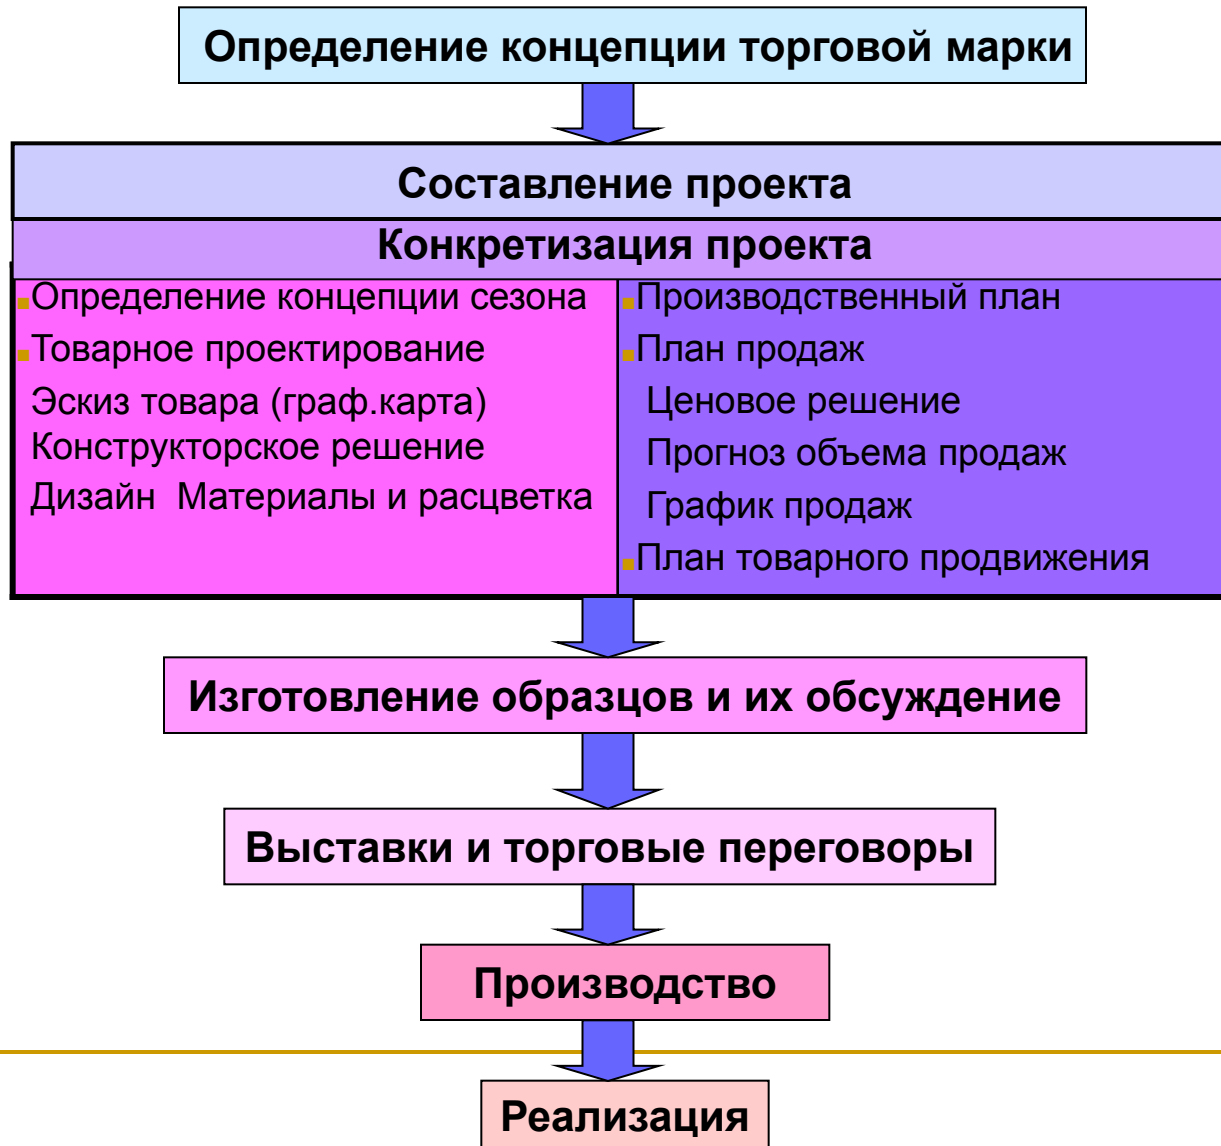 Определение концепции торговой марки
Составление проекта
Конкретизация проекта
Определение концепции сезона
Товарное проектирование
Эскиз товара (граф.карта)
Конструкторское решение
Дизайн  Материалы и расцветка
Производственный план
План продаж
Ценовое решение
Прогноз объема продаж
График продаж
План товарного продвижения
Изготовление образцов и их обсуждение
Выставки и торговые переговоры
Производство
Реализация